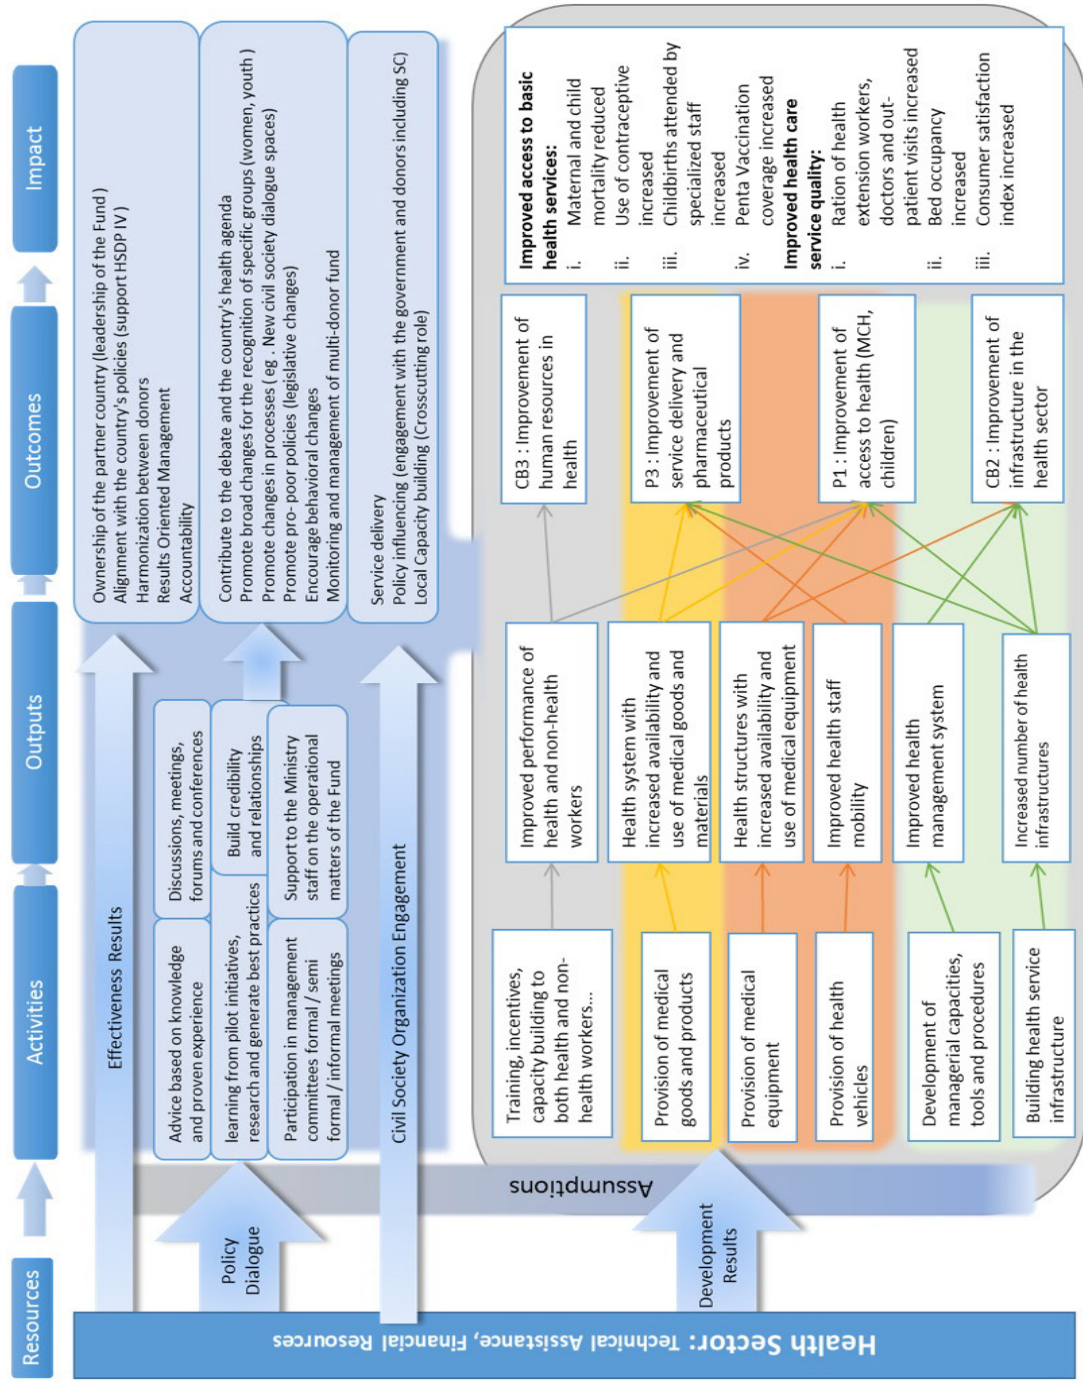 Resources
Activities
Outputs
Outcomes
Impact
Health Sector: Technical Assistance, Financial Resources
Effectiveness Results
Ownership of the partner country (leadership of the Fund )
Alignment with the country's policies (support HSDP IV )
Harmonization between donors
Results Oriented Management
Accountability
Policy
Dialogue
Advice based on knowledge
and proven experience
Discussions, meetings,
forums and conferences
learning from pilot initiatives,
research and generate best practices
Build credibility
and relationships
Participation in management
committees formal / semi
formal / informal meetings
Support to the Ministry
staff on the operational
matters of the Fund
Contribute to the debate and the country's health agenda
Promote broad changes for the recognition of specific groups (women, youth )
Promote changes in processes ( eg . New civil society dialogue spaces)
Promote pro- poor policies (legislative changes)
Encourage behavioral changes
Monitoring and management of multi-donor fund
Civil Society Organization Engagement
Service delivery
Policy influencing (engagement with the government and donors including SC)
Local Capacity building (Crosscutting role)
Assumptions
Development
Results
Training, incentives,
capacity building to
both health and non-
health workers...
Provision of medical
goods and products
Provision of medical
equipment
Provision of health
vehicles
Development of
managerial capacities,
tools and procedures
Building health service
infrastructure
Improved performance of
health and non-health
workers
Health system with
increased availability and
use of medical goods and
materials
Health structures with
increased availability and
use of medical equipment
Improved health staff
mobility
Improved health
management system
Increased number of health
infrastructures
CB3 : Improvement of
human resources in
health
P3 : Improvement of
service delivery and
pharmaceutical
products
P1 : Improvement of
access to health (MCH,
children)
CB2 : Improvement of
infrastructure in the
health sector
Improved access to basic
health services:
i. Maternal and child
mortality reduced
ii. Use of contraceptive
increased
iii. Childbirths attended by
specialized staff
increased
iv. Penta Vaccination
coverage increased
Improved health care
service quality:
i. Ration of health
extension workers,
doctors and out-
patient visits increased
ii. Bed occupancy
increased
iii. Consumer satisfaction
index increased